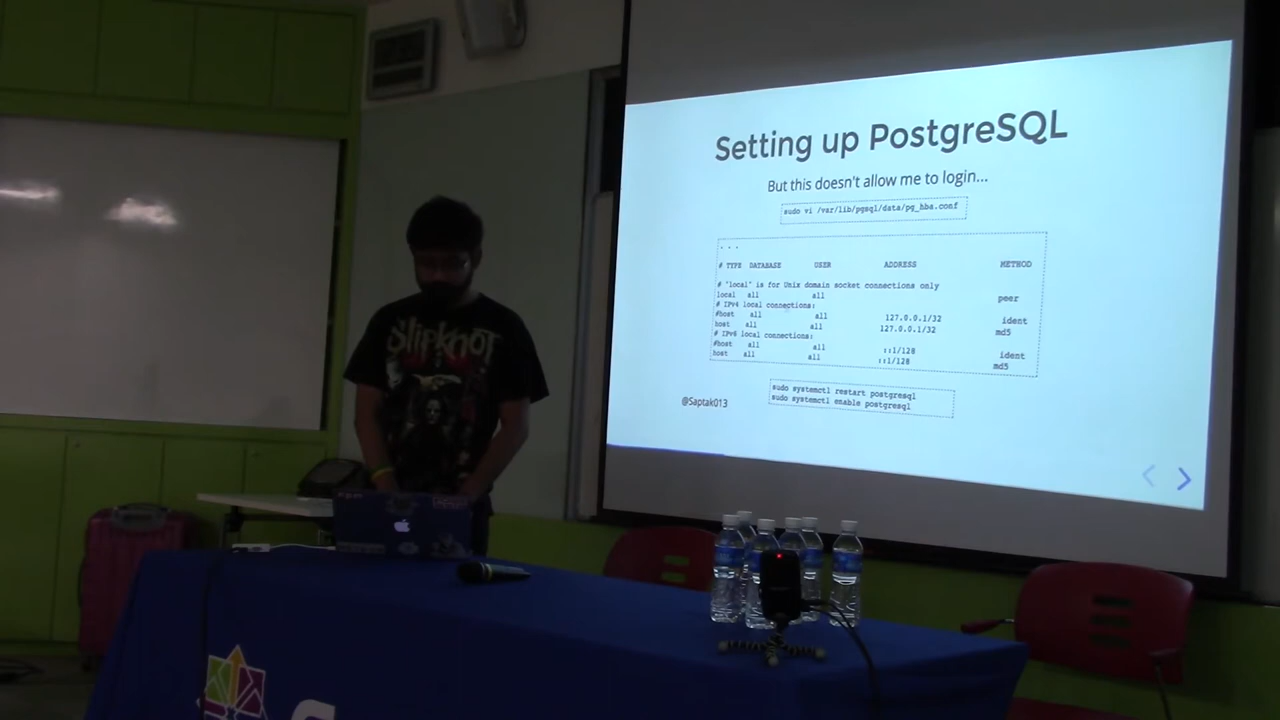 Setting up PostgreSQL
But this doesn't allow me to login...
sudo vi /var/lib/pgsql/data/pg_hba.conf
. . .
# TYPE DATABASE USER ADDRESS METHOD
# "local" is for Unix domain socket connections only
local all all peer
# IPv4 local connections:
#host all all 127.0.0.1/32 ident
host all all 127.0.0.1/32 md5
# IPv6 local connections:
#host all all ::1/128 ident
host all all ::1/128 md5
sudo systemctl restart postgresql
sudo systemctl enable postgresql
@Saptak013
SlipKnoT